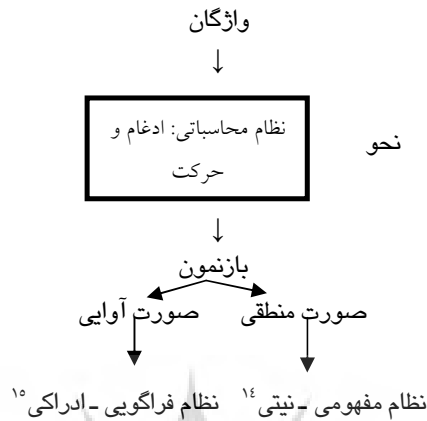 واژگان
↓
نظام محاسباتی: ادغام و
حرکت
نحو
↓
بازنمون
صورت منطقی صورت آوایی
نظام مفهومی ـ نیتی۱۴ نظام فراگویی ـ ادراکی۱۵